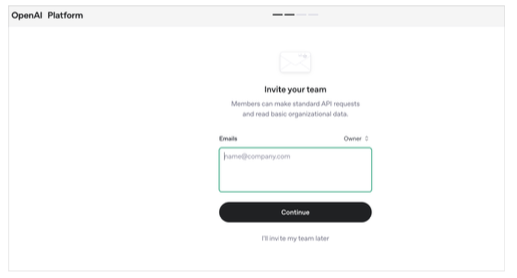 OpenAI Platform
Invite your team
Members can make standard API requests
and read basic organizational data.
Emails Owner
name@company.com
Continue
I'll invite my team later